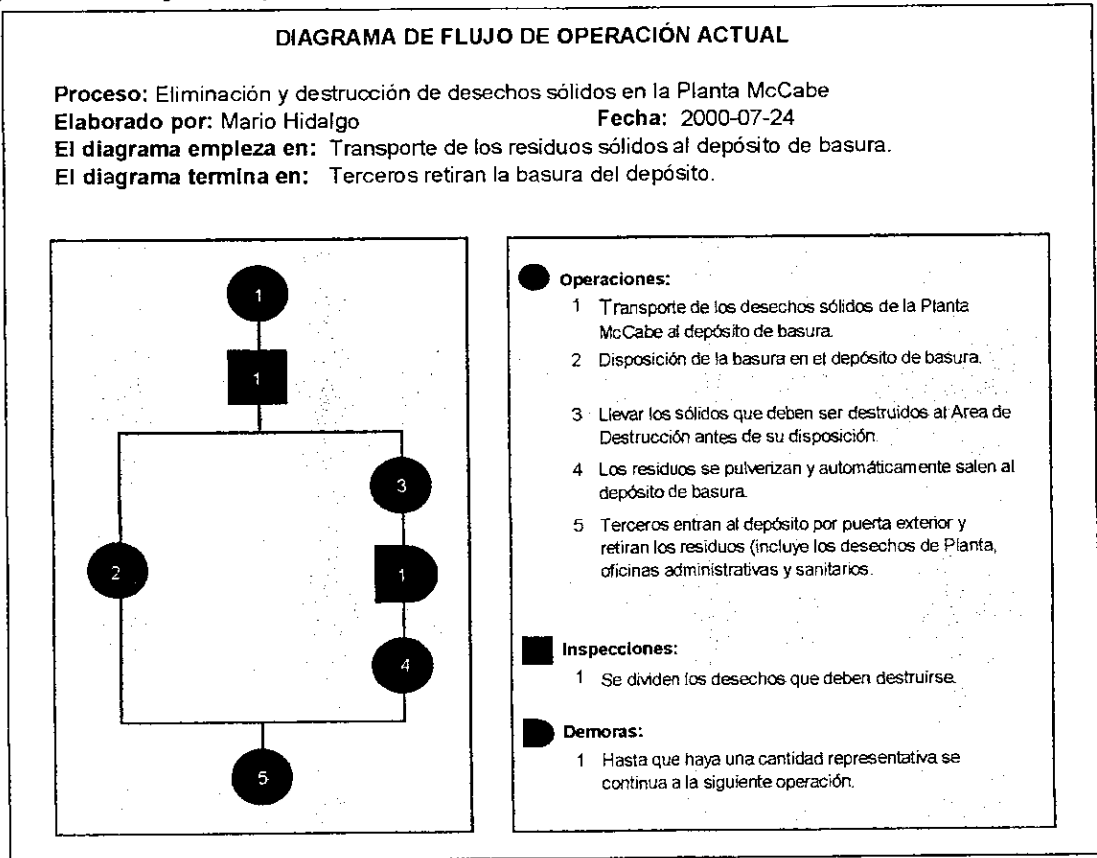 DIAGRAMA DE FLUJO DE OPERACIÓN ACTUAL
Proceso: Eliminación y destrucción de desechos sólidos en la Planta McCabe
Elaborado por: Mario Hidalgo Fecha: 2000-07-24
El diagrama empieza en: Transporte de los residuos sólidos al depósito de basura.
El diagrama termina en: Terceros retiran la basura del depósito.
1
1
3
2
1
4
5
Operaciones:
1 Transporte de los desechos sólidos de la Planta
McCabe al depósito de basura.
2 Disposición de la basura en el depósito de basura.
3 Llevar los sólidos que deben ser destruidos al Area de
Destrucción antes de su disposición.
4 Los residuos se pulverizan y automáticamente salen al
depósito de basura.
5 Terceros entran al depósito por puerta exterior y
retiran los residuos (incluye los desechos de Planta,
oficinas administrativas y sanitarios.
Inspecciones:
1 Se dividen los desechos que deben destruirse.
Demoras:
1 Hasta que haya una cantidad representativa se
continua a la siguiente operación.